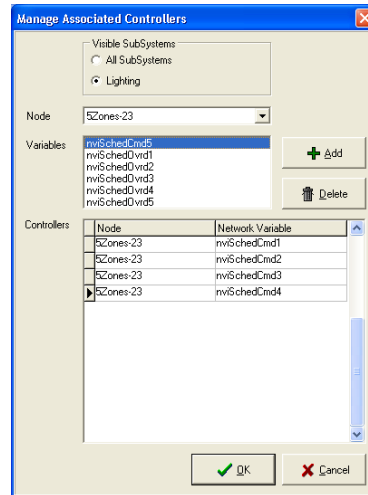 Manage Associated Controllers
Visible SubSystems
All SubSystems
Lighting
Node 5Zones-23
Variables
nviSchedCmd5
nviSchedOvrd1
nviSchedOvrd2
nviSchedOvrd3
nviSchedOvrd4
nviSchedOvrd5
Add
Delete
Controllers
Node Network Variable
5Zones-23 nviSchedCmd1
5Zones-23 nviSchedCmd2
5Zones-23 nviSchedCmd3
5Zones-23 nviSchedCmd4
OK Cancel